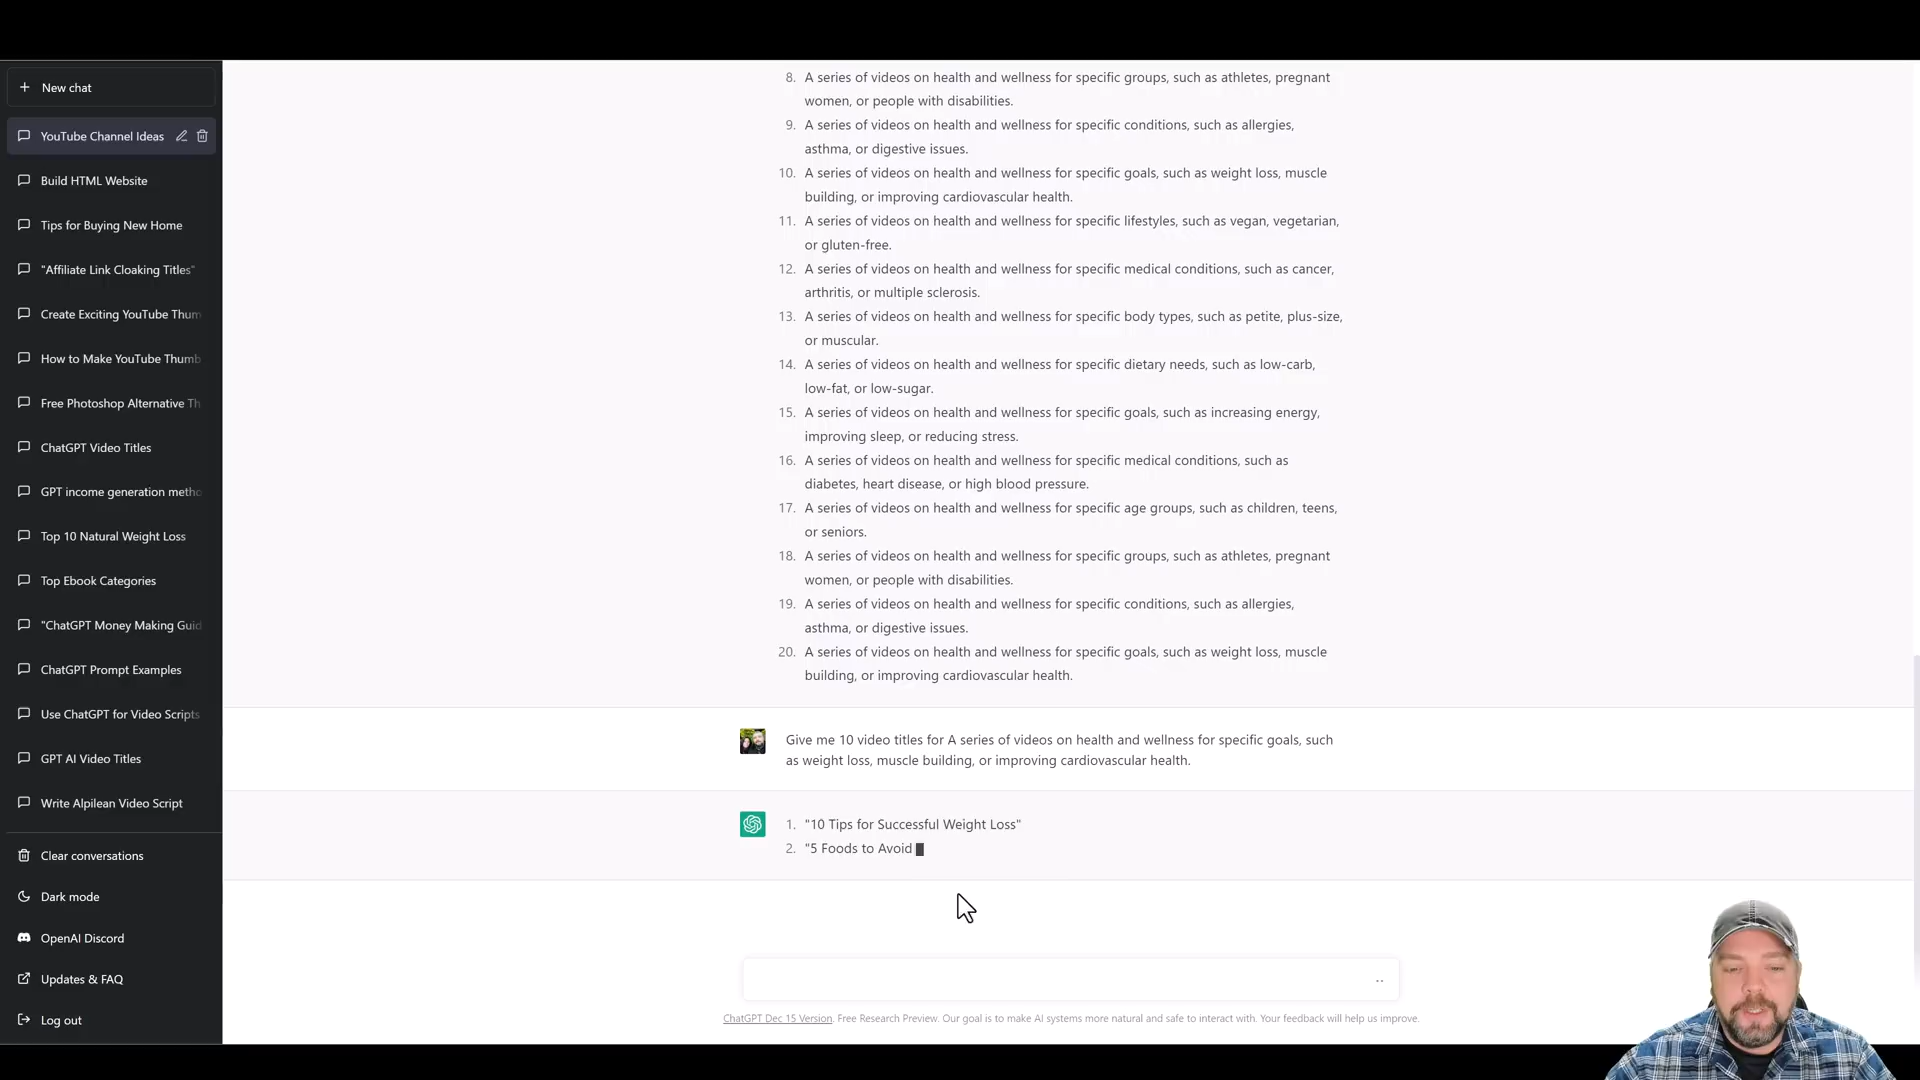 New chat
YouTube Channel Ideas
Build HTML Website
Tips for Buying New Home
"Affiliate Link Cloaking Titles"
Create Exciting YouTube Thum
How to Make YouTube Thumb
Free Photoshop Alternative Th
ChatGPT Video Titles
GPT income generation metho
Top 10 Natural Weight Loss
Top Ebook Categories
"ChatGPT Money Making Guid
ChatGPT Prompt Examples
Use ChatGPT for Video Scripts
GPT AI Video Titles
Write Alpilean Video Script
Clear conversations
Dark mode
OpenAI Discord
Updates & FAQ
Log out
8. A series of videos on health and wellness for specific groups, such as athletes, pregnant
women, or people with disabilities.
9. A series of videos on health and wellness for specific conditions, such as allergies,
asthma, or digestive issues.
10. A series of videos on health and wellness for specific goals, such as weight loss, muscle
building, or improving cardiovascular health.
11. A series of videos on health and wellness for specific lifestyles, such as vegan, vegetarian,
or gluten-free.
12. A series of videos on health and wellness for specific medical conditions, such as cancer,
arthritis, or multiple sclerosis.
13. A series of videos on health and wellness for specific body types, such as petite, plus-size,
or muscular.
14. A series of videos on health and wellness for specific dietary needs, such as low-carb,
low-fat, or low-sugar.
15. A series of videos on health and wellness for specific goals, such as increasing energy,
improving sleep, or reducing stress.
16. A series of videos on health and wellness for specific medical conditions, such as
diabetes, heart disease, or high blood pressure.
17. A series of videos on health and wellness for specific age groups, such as children, teens,
or seniors.
18. A series of videos on health and wellness for specific groups, such as athletes, pregnant
women, or people with disabilities.
19. A series of videos on health and wellness for specific conditions, such as allergies,
asthma, or digestive issues.
20. A series of videos on health and wellness for specific goals, such as weight loss, muscle
building, or improving cardiovascular health.
Give me 10 video titles for A series of videos on health and wellness for specific goals, such
as weight loss, muscle building, or improving cardiovascular health.
1. "10 Tips for Successful Weight Loss"
2. "5 Foods to Avoid
ChatGPT Dec 15 Version. Free Research Preview. Our goal is to make AI systems more natural and safe to interact with. Your feedback will help us improve.